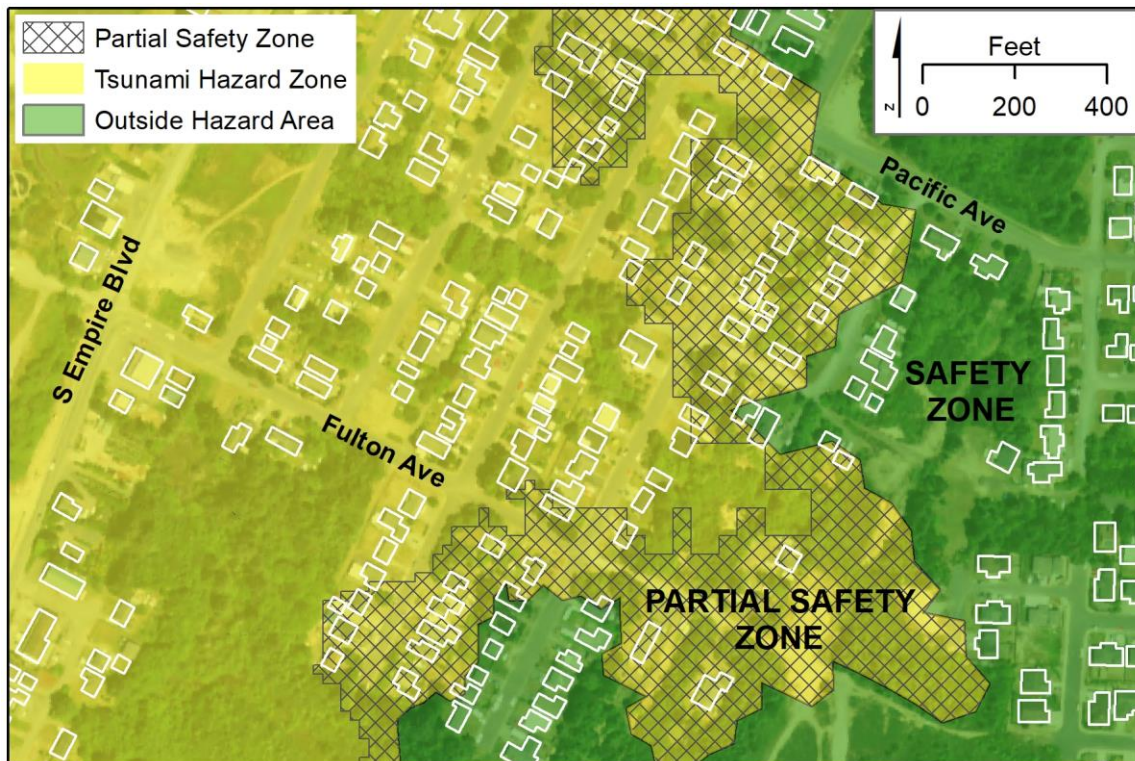 Partial Safety Zone
Tsunami Hazard Zone
Outside Hazard Area
Feet
N
0 200 400
Pacific Ave
S Empire Blvd
Fulton Ave
SAFETY
ZONE
PARTIAL SAFETY
ZONE